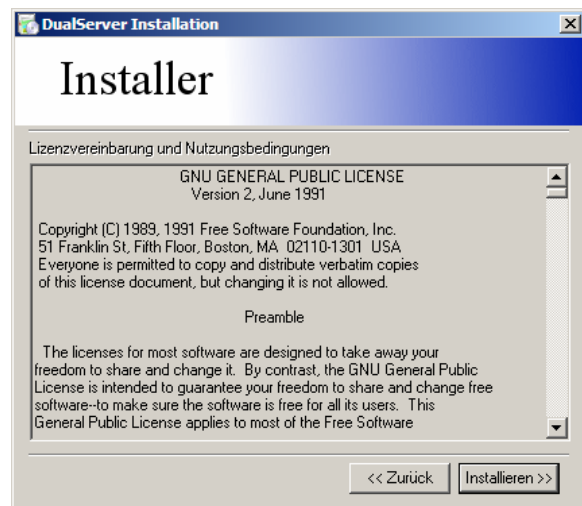 DualServer Installation
Installer
Lizenzvereinbarung und Nutzungsbedingungen
GNU GENERAL PUBLIC LICENSE
Version 2, June 1991
Copyright (C) 1989, 1991 Free Software Foundation, Inc.
51 Franklin St, Fifth Floor, Boston, MA  02110-1301  USA
Everyone is permitted to copy and distribute verbatim copies
of this license document, but changing it is not allowed.
Preamble
The licenses for most software are designed to take away your
freedom to share and change it.  By contrast, the GNU General Public
License is intended to guarantee your freedom to share and change free
software--to make sure the software is free for all its users.  This
General Public License applies to most of the Free Software
<< Zurück
Installieren >>